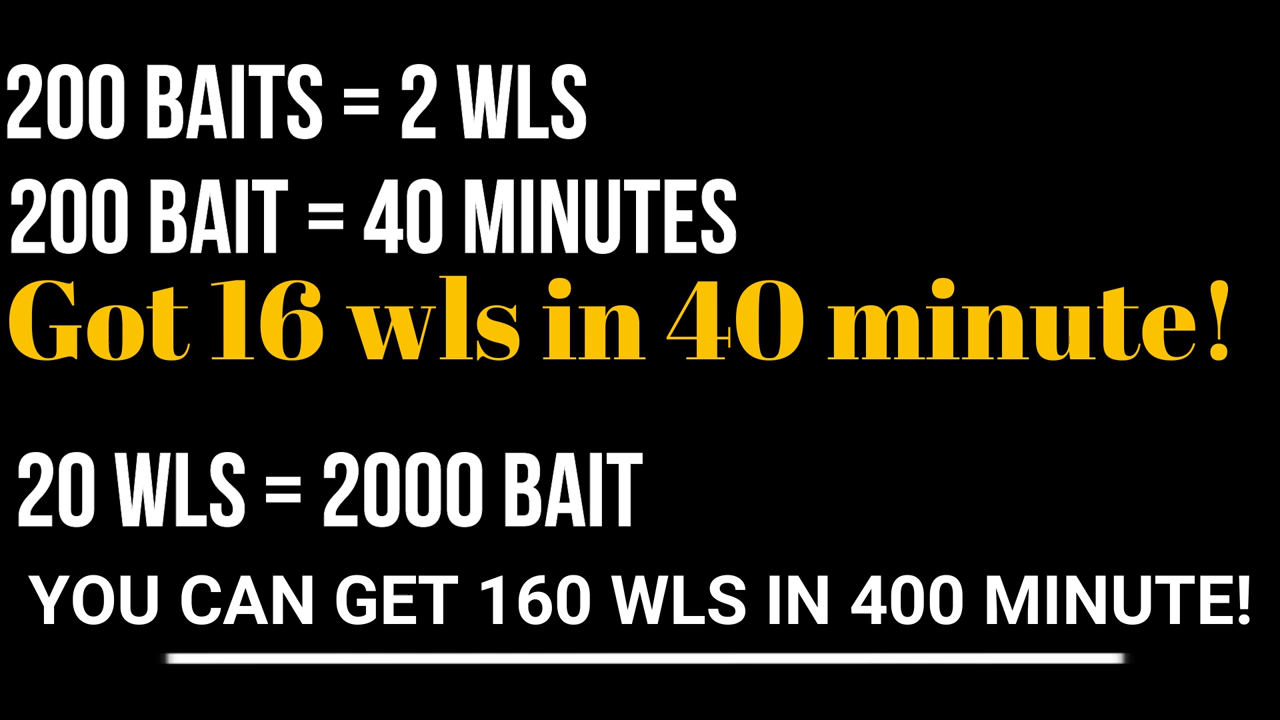 200 BAITS = 2 WLS
200 BAIT = 40 MINUTES
Got 16 wls in 40 minute!
20 WLS = 2000 BAIT
YOU CAN GET 160 WLS IN 400 MINUTE!